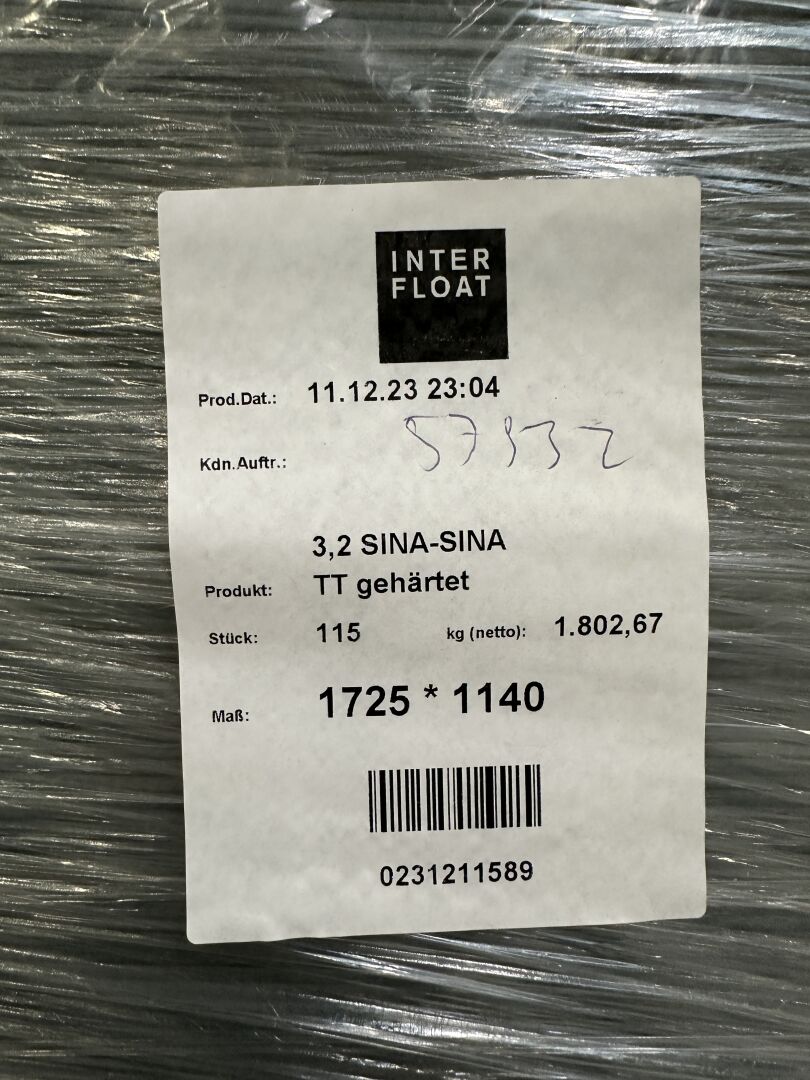 INTER
FLOAT
Prod.Dat.: 11.12.23 23:04
57932
Kdn.Auftr.:
3,2 SINA-SINA
Produkt: TT gehärtet
Stück: 115 kg (netto): 1.802,67
Maß: 1725 * 1140
0231211589